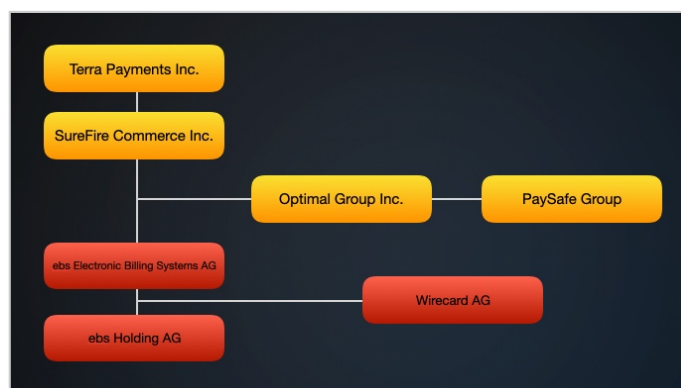 Terra Payments Inc.
SureFire Commerce Inc.
Optimal Group Inc.
PaySafe Group
ebs Electronic Billing Systems AG
Wirecard AG
ebs Holding AG